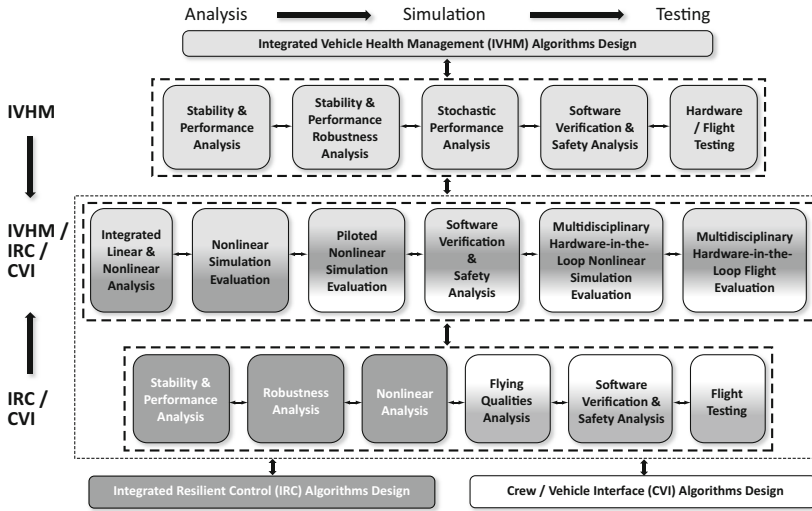 Analysis Simulation Testing
Integrated Vehicle Health Management (IVHM) Algorithms Design
IVHM
Stability &
Performance
Analysis
Stability &
Performance
Robustness
Analysis
Stochastic
Performance
Analysis
Software
Verification &
Safety Analysis
Hardware
/ Flight
Testing
IVHM /
IRC /
CVI
Integrated
Linear &
Nonlinear
Analysis
Nonlinear
Simulation
Evaluation
Piloted
Nonlinear
Simulation
Evaluation
Software
Verification
&
Safety
Analysis
Multidisciplinary
Hardware-in-the-
Loop Nonlinear
Simulation
Evaluation
Multidisciplinary
Hardware-in-the-
Loop Flight
Evaluation
IRC /
CVI
Stability &
Performance
Analysis
Robustness
Analysis
Nonlinear
Analysis
Flying
Qualities
Analysis
Software
Verification &
Safety Analysis
Flight
Testing
Integrated Resilient Control (IRC) Algorithms Design
Crew / Vehicle Interface (CVI) Algorithms Design